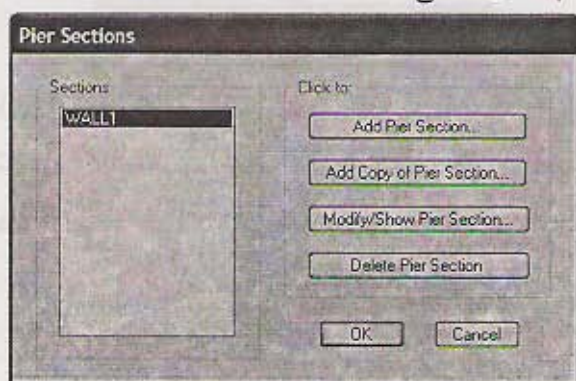 Pier Sections
Sections
WALL1
Click to:
Add Pier Section...
Add Copy of Pier Section...
Modify/Show Pier Section...
Delete Pier Section
OK
Cancel